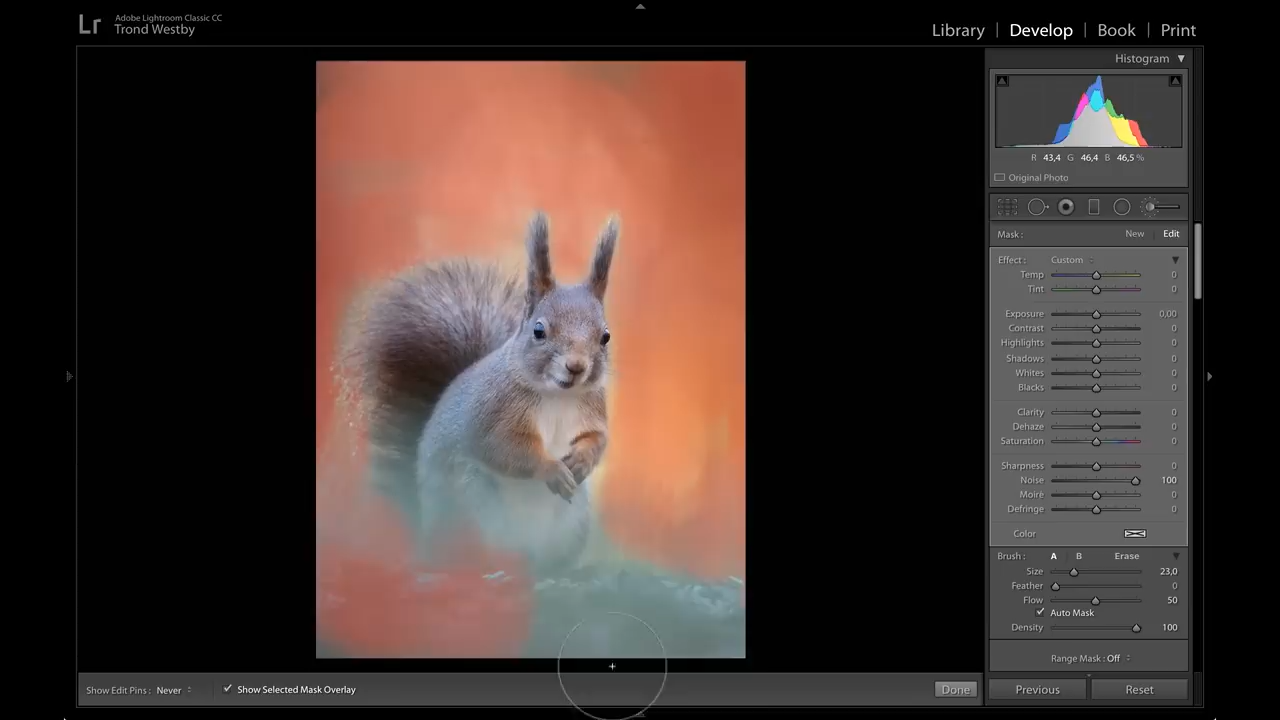 Lr
Adobe Lightroom Classic CC
Trond Westby
Library | Develop | Book | Print
Histogram
R 43,4 G 46,4 B 46,5 %
Original Photo
Mask : New Edit
Effect : Custom
Temp 0
Tint 0
Exposure 0,00
Contrast 0
Highlights 0
Shadows 0
Whites 0
Blacks 0
Clarity 0
Dehaze 0
Saturation 0
Sharpness 0
Noise 100
Moiré 0
Defringe 0
Color
Brush : A B Erase
Size 23,0
Feather 0
Flow 50
Auto Mask
Density 100
Range Mask : Off
Show Edit Pins : Never Show Selected Mask Overlay Done Previous Reset